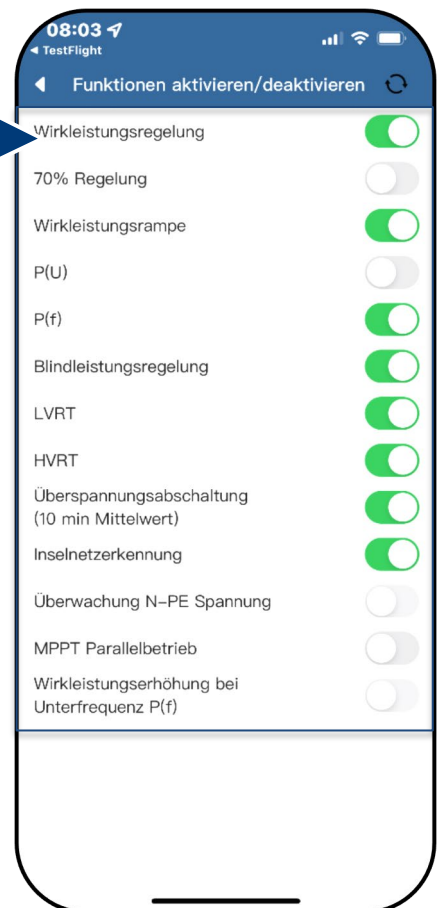 08:03
◀ TestFlight
Funktionen aktivieren/deaktivieren
Wirkleistungsregelung
70% Regelung
Wirkleistungsrampe
P(U)
P(f)
Blindleistungsregelung
LVRT
HVRT
Überspannungsabschaltung
(10 min Mittelwert)
Inselnetzerkennung
Überwachung N-PE Spannung
MPPT Parallelbetrieb
Wirkleistungserhöhung bei
Unterfrequenz P(f)